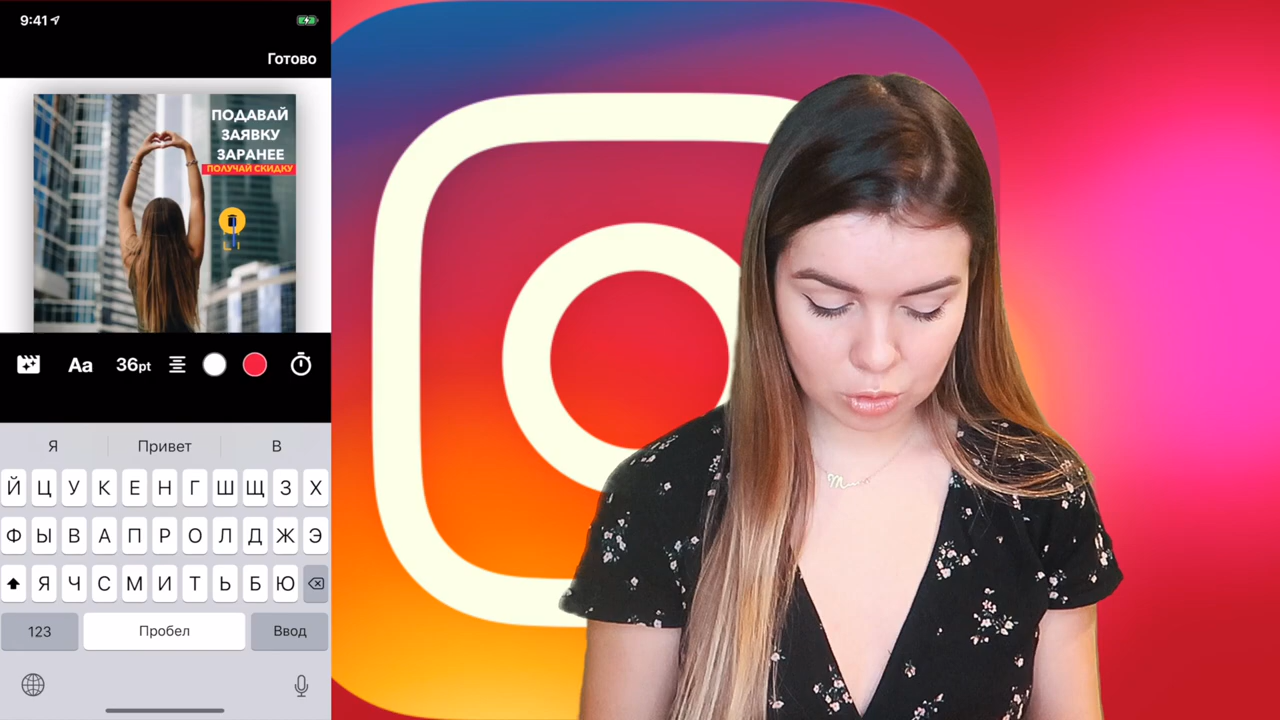 9:41
Готово
ПОДАВАЙ
ЗАЯВКУ
ЗАРАНЕЕ
ПОЛУЧАЙ СКИДКУ
Aa 36pt
Я Привет В
Й Ц У К Е Н Г Ш Щ З Х
Ф Ы В А П Р О Л Д Ж Э
Я Ч С М И Т Ь Б Ю
123 Пробел Ввод